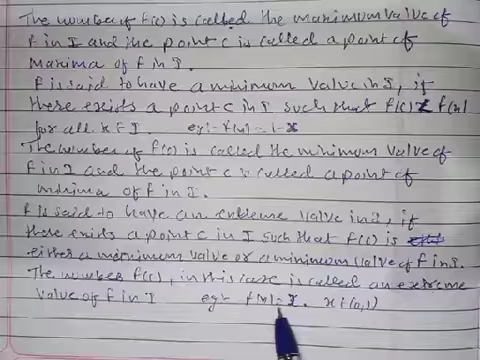 The number of f(c) is called the maximum value of
f in I and the point c is called a point of
maxima of f in I.
f is said to have a minimum value in I, if
there exists a point c in I such that f(c) < f(x)
for all x ∈ I. eg:- f(x) = 1-x
The number of f(c) is called the minimum value of
f in I and the point c is called a point of
minima of f in I.
f is said to have an extreme value in I, if
there exists a point c in I such that f(c) is
either a maximum value or a minimum value of f in I.
The number f(c), in this case is called an extreme
value of f in I eg:- f(x) = x. x ∈ (0,1)